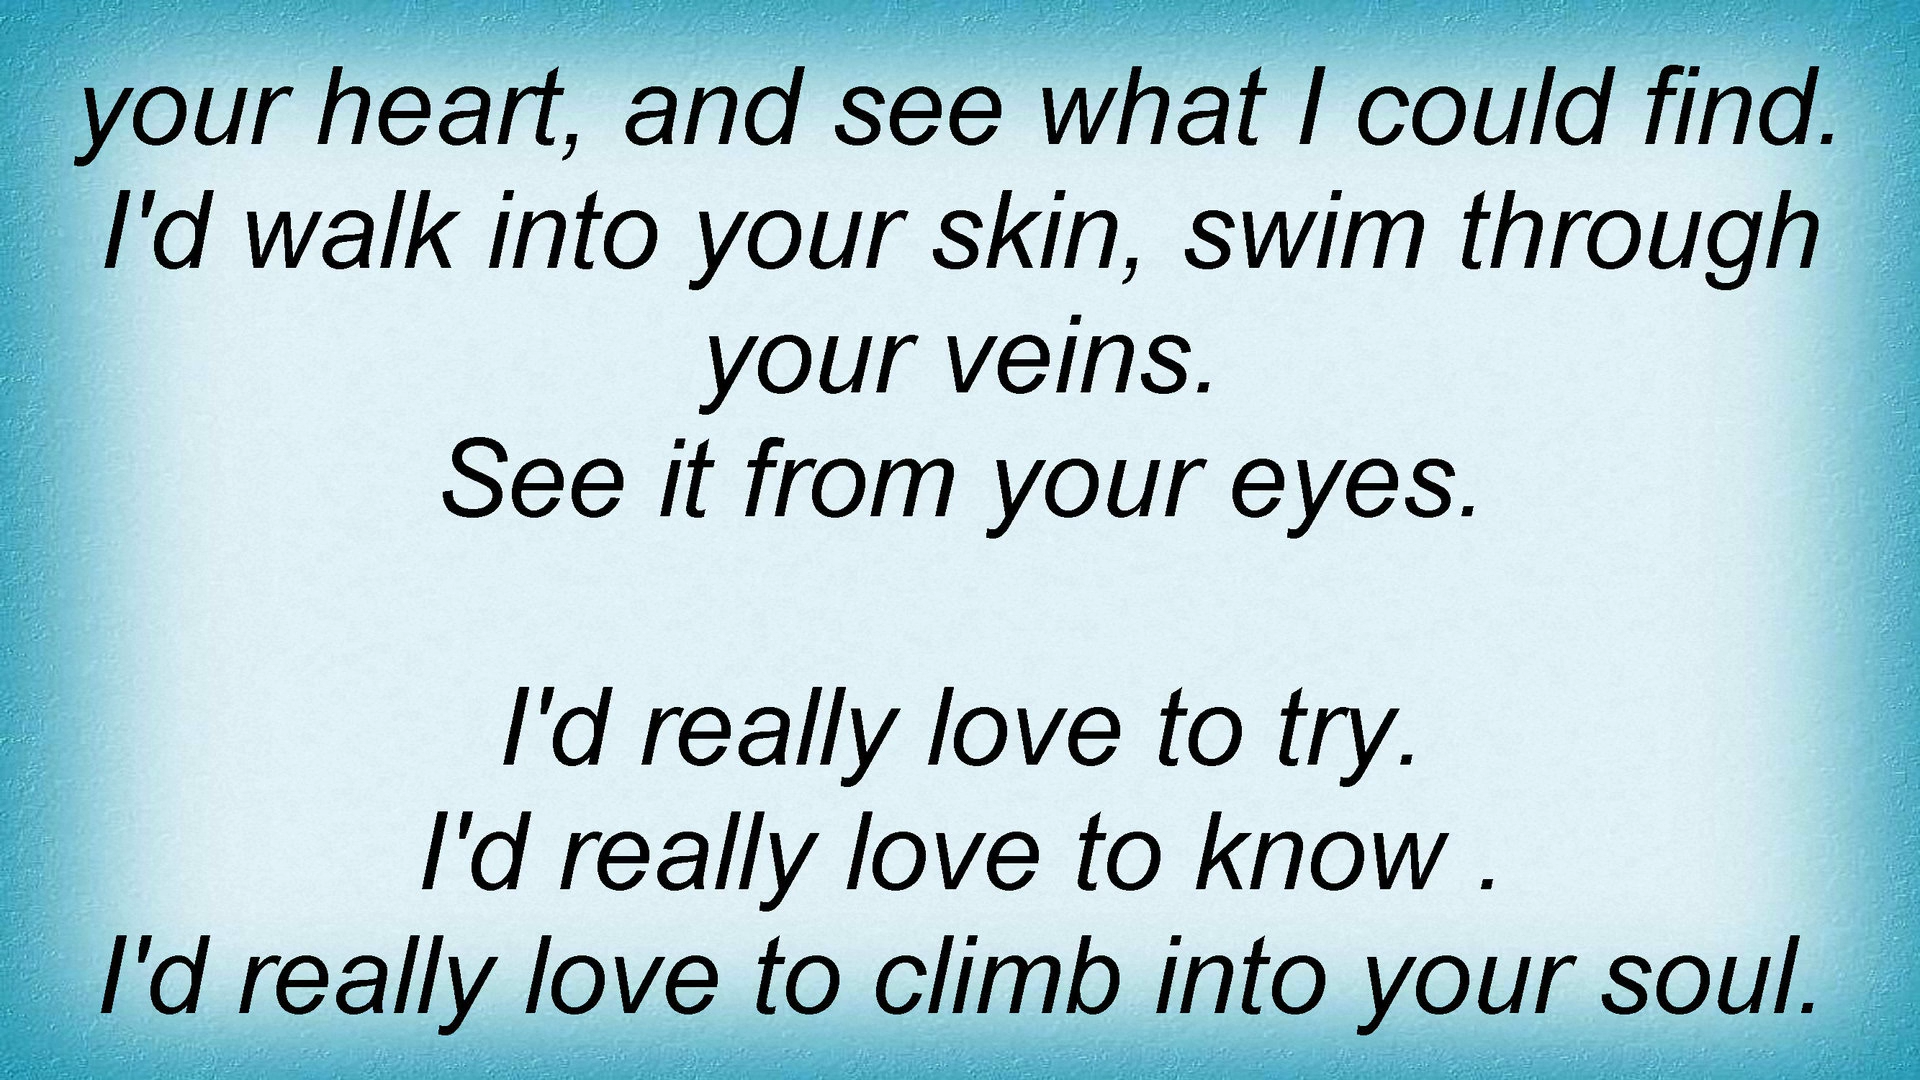 your heart, and see what I could find.
I'd walk into your skin, swim through
your veins.
See it from your eyes.
I'd really love to try.
I'd really love to know .
I'd really love to climb into your soul.